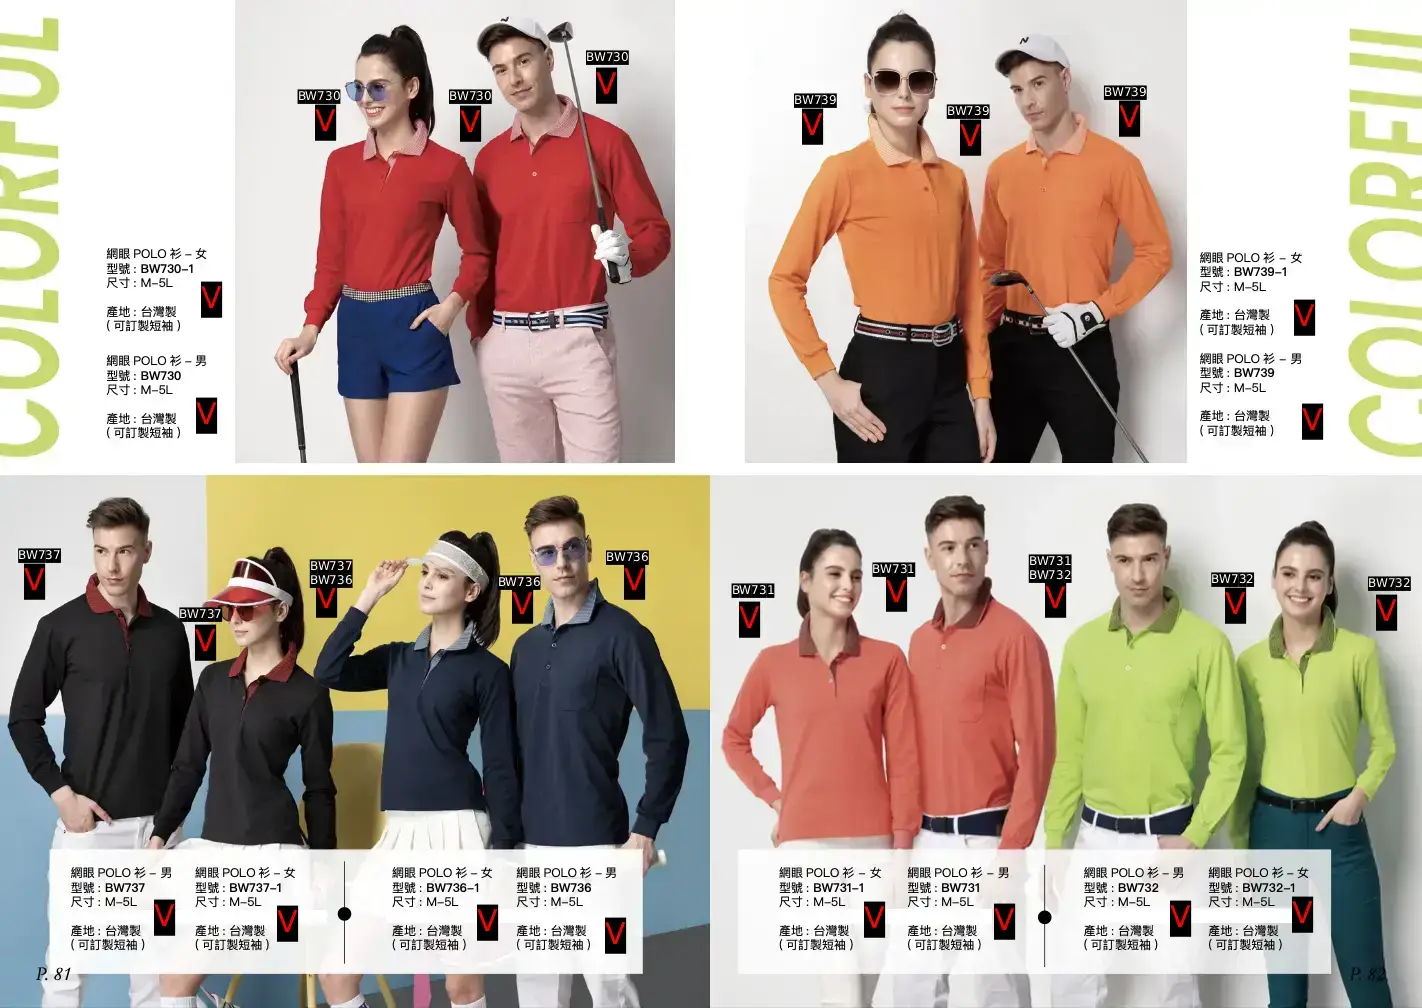 COLORFUL
BW730
V
BW730
V
BW730
V
網眼 POLO 衫 – 女
型號 : BW730–1
尺寸 : M–5L
產地 : 台灣製
( 可訂製短袖 )
V
網眼 POLO 衫 – 男
型號 : BW730
尺寸 : M–5L
產地 : 台灣製
( 可訂製短袖 )
V
BW739
V
BW739
V
BW739
V
網眼 POLO 衫 – 女
型號 : BW739–1
尺寸 : M–5L
產地 : 台灣製
( 可訂製短袖 )
V
網眼 POLO 衫 – 男
型號 : BW739
尺寸 : M–5L
產地 : 台灣製
( 可訂製短袖 )
V
COLORFUL
BW737
V
BW737
V
BW737
BW736
V
BW736
V
BW736
V
網眼 POLO 衫 – 男
型號 : BW737
尺寸 : M–5L
產地 : 台灣製
( 可訂製短袖 )
V
網眼 POLO 衫 – 女
型號 : BW737–1
尺寸 : M–5L
產地 : 台灣製
( 可訂製短袖 )
V
網眼 POLO 衫 – 女
型號 : BW736–1
尺寸 : M–5L
產地 : 台灣製
( 可訂製短袖 )
V
網眼 POLO 衫 – 男
型號 : BW736
尺寸 : M–5L
產地 : 台灣製
( 可訂製短袖 )
V
P. 81
BW731
V
BW731
V
BW731
BW732
V
BW732
V
BW732
V
網眼 POLO 衫 – 女
型號 : BW731–1
尺寸 : M–5L
產地 : 台灣製
( 可訂製短袖 )
V
網眼 POLO 衫 – 男
型號 : BW731
尺寸 : M–5L
產地 : 台灣製
( 可訂製短袖 )
V
網眼 POLO 衫 – 男
型號 : BW732
尺寸 : M–5L
產地 : 台灣製
( 可訂製短袖 )
V
網眼 POLO 衫 – 女
型號 : BW732–1
尺寸 : M–5L
產地 : 台灣製
( 可訂製短袖 )
V
P. 82